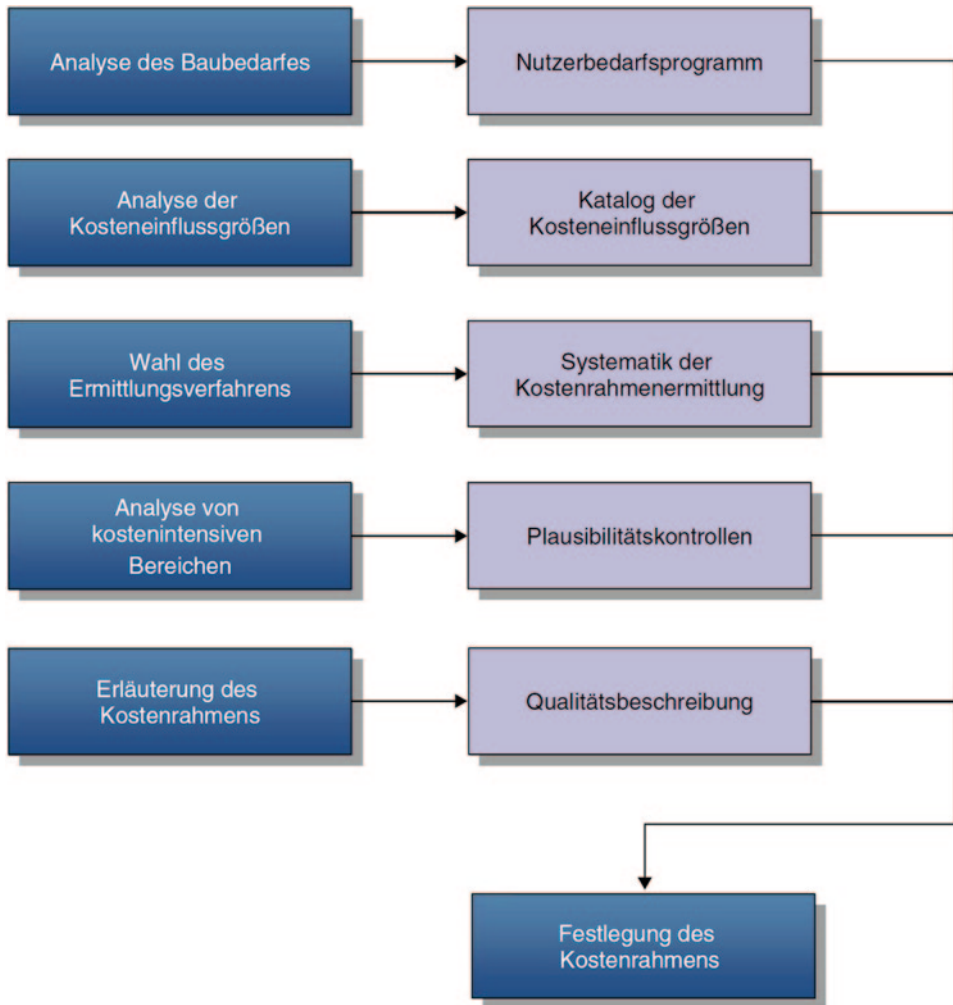 Analyse des Baubedarfes
Nutzerbedarfsprogramm
Analyse der
Kosteneinflussgrößen
Katalog der
Kosteneinflussgrößen
Wahl des
Ermittlungsverfahrens
Systematik der
Kostenrahmenermittlung
Analyse von
kostenintensiven
Bereichen
Plausibilitätskontrollen
Erläuterung des
Kostenrahmens
Qualitätsbeschreibung
Festlegung des
Kostenrahmens